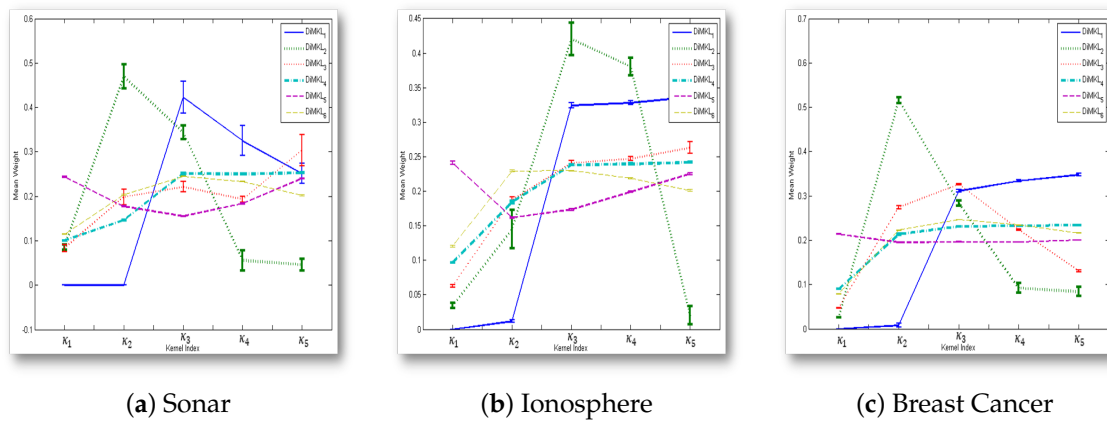 0.6
0.5
0.4
0.3
0.2
0.1
0
-0.1
Mean Weight
κ1 κ2 κ3 κ4 κ5
Kernel Index
DiMKL1
DiMKL2
DiMKL3
DiMKL4
DiMKL5
DiMKL6
(a) Sonar
0.45
0.4
0.35
0.3
0.25
0.2
0.15
0.1
0.05
0
Mean Weight
κ1 κ2 κ3 κ4 κ5
Kernel Index
DiMKL1
DiMKL2
DiMKL3
DiMKL4
DiMKL5
DiMKL6
(b) Ionosphere
0.7
0.6
0.5
0.4
0.3
0.2
0.1
0
Mean Weight
κ1 κ2 κ3 κ4 κ5
Kernel Index
DiMKL1
DiMKL2
DiMKL3
DiMKL4
DiMKL5
DiMKL6
(c) Breast Cancer